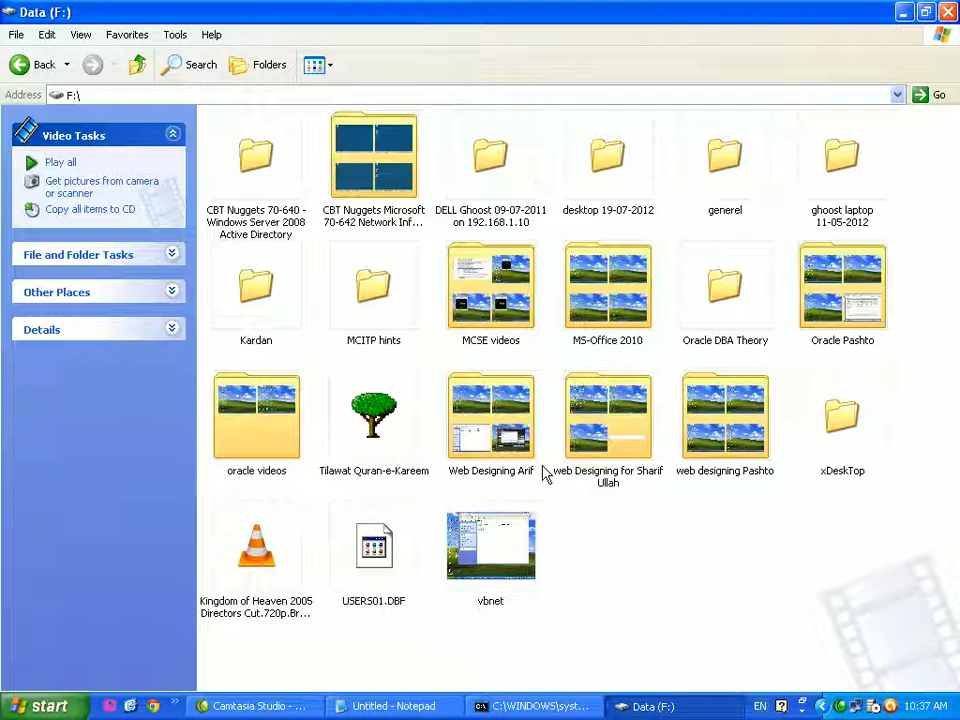 Data (F:)
File Edit View Favorites Tools Help
Back Search Folders
Address F:\ Go
Video Tasks
Play all
Get pictures from camera
or scanner
Copy all items to CD
File and Folder Tasks
Other Places
Details
CBT Nuggets 70-640 -
Windows Server 2008
Active Directory
CBT Nuggets Microsoft
70-642 Network Inf...
DELL Ghoost 09-07-2011
on 192.168.1.10
desktop 19-07-2012
generel
ghoost laptop
11-05-2012
Kardan
MCITP hints
MCSE videos
MS-Office 2010
Oracle DBA Theory
Oracle Pashto
oracle videos
Tilawat Quran-e-Kareem
Web Designing Arif
web Designing for Sharif
Ullah
web designing Pashto
xDeskTop
Kingdom of Heaven 2005
Directors Cut.720p.Br...
USERS01.DBF
vbnet
start
Camtasia Studio - ...
Untitled - Notepad
C:\WINDOWS\syst...
Data (F:)
EN
10:37 AM